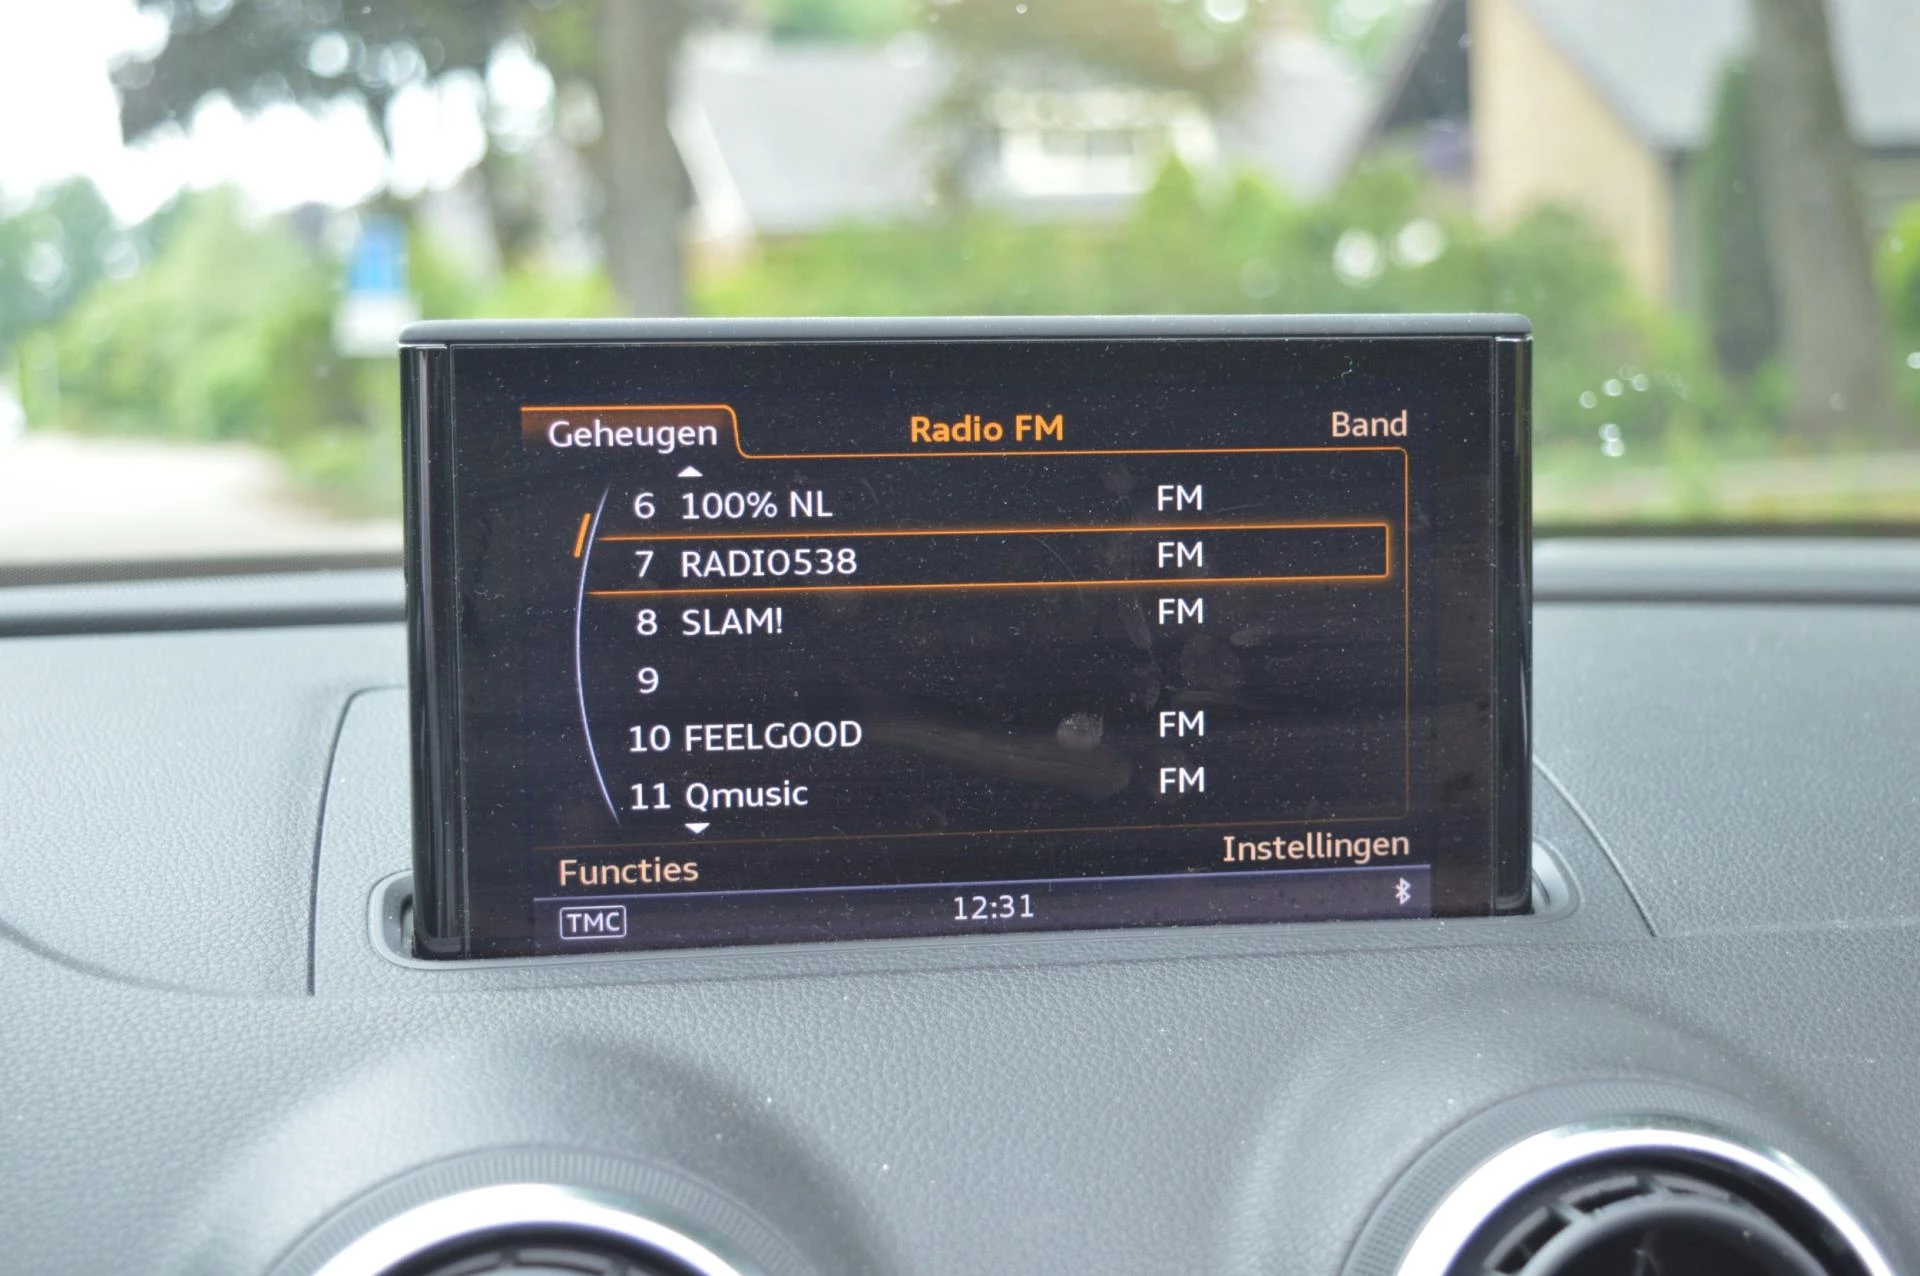 Geheugen Radio FM Band
6 100% NL FM
7 RADIO538 FM
8 SLAM! FM
9
10 FEELGOOD FM
11 Qmusic FM
Functies Instellingen
TMC 12:31